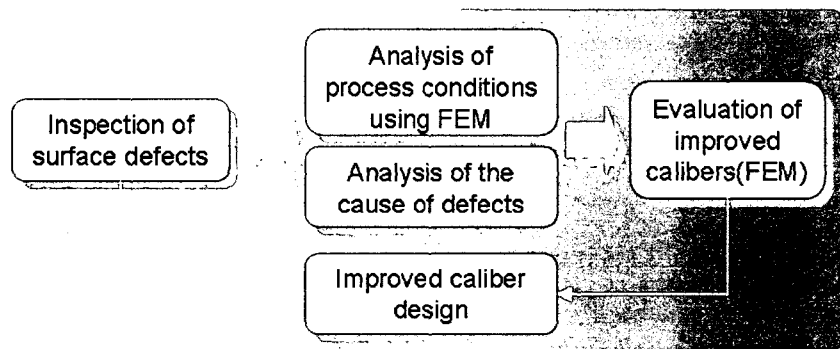 Inspection of
surface defects
Analysis of
process conditions
using FEM
Analysis of the
cause of defects
Improved caliber
design
Evaluation of
improved
calibers(FEM)